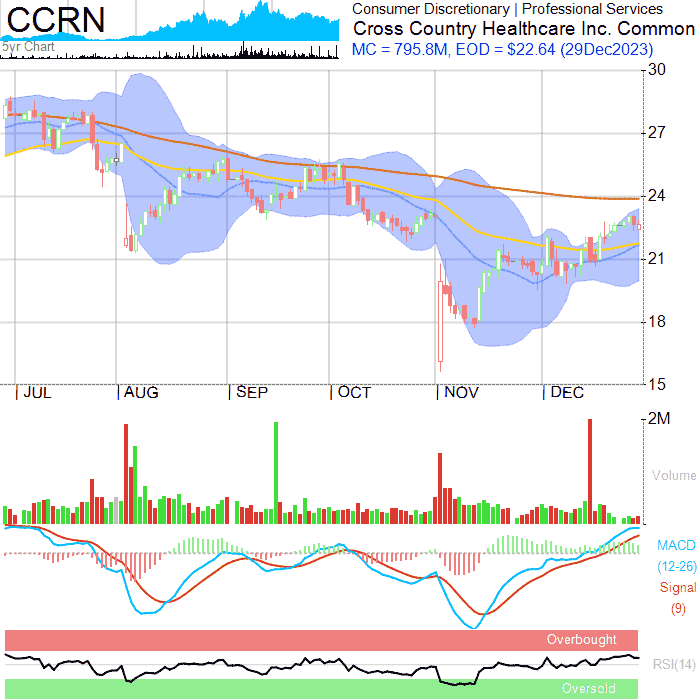 CCRN
5yr Chart
Consumer Discretionary | Professional Services
Cross Country Healthcare Inc. Common
MC = 795.8M, EOD = $22.64 (29Dec2023)
30
27
24
21
18
15
JUL AUG SEP OCT NOV DEC
2M
Volume
MACD
(12-26)
Signal
(9)
Overbought
RSI(14)
Oversold